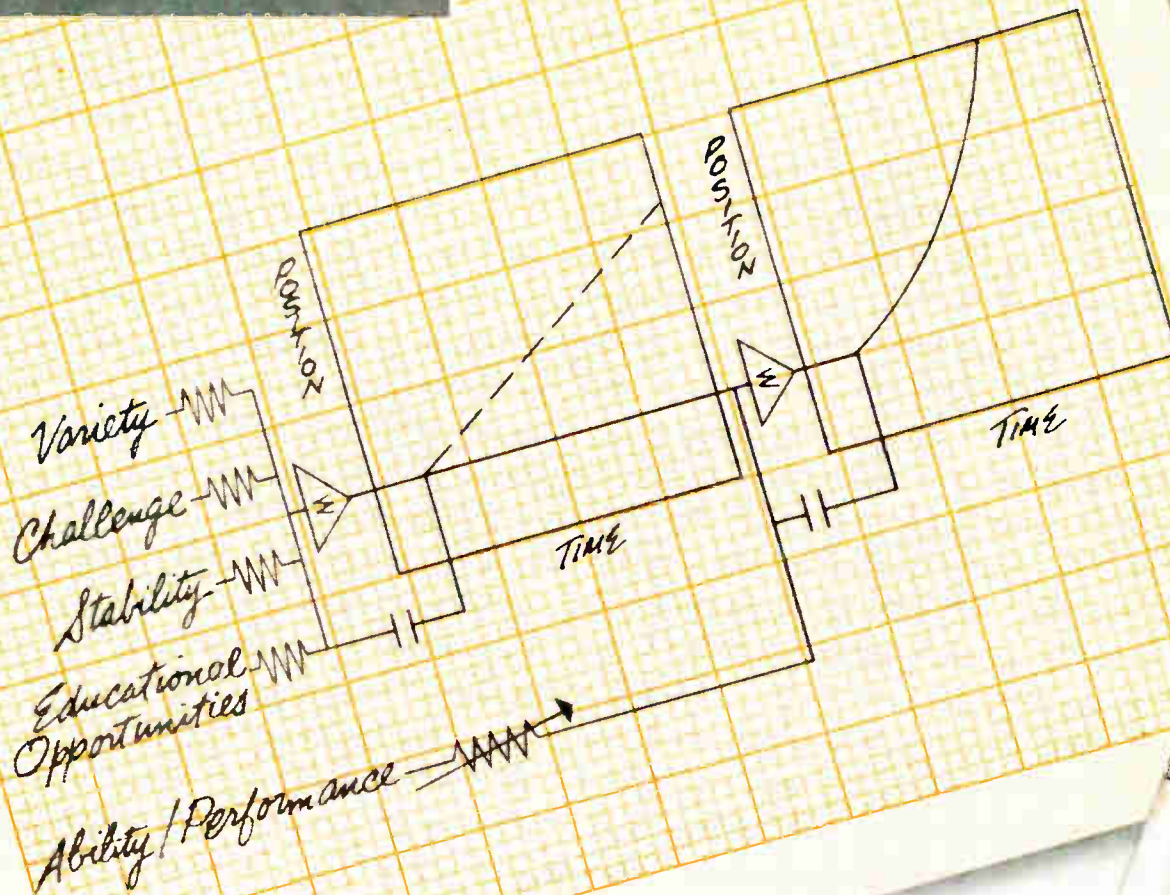 POSITION
POSITION
Variety
Challenge
Stability
Educational
Opportunities
Ability/Performance
Σ
Σ
TIME
TIME